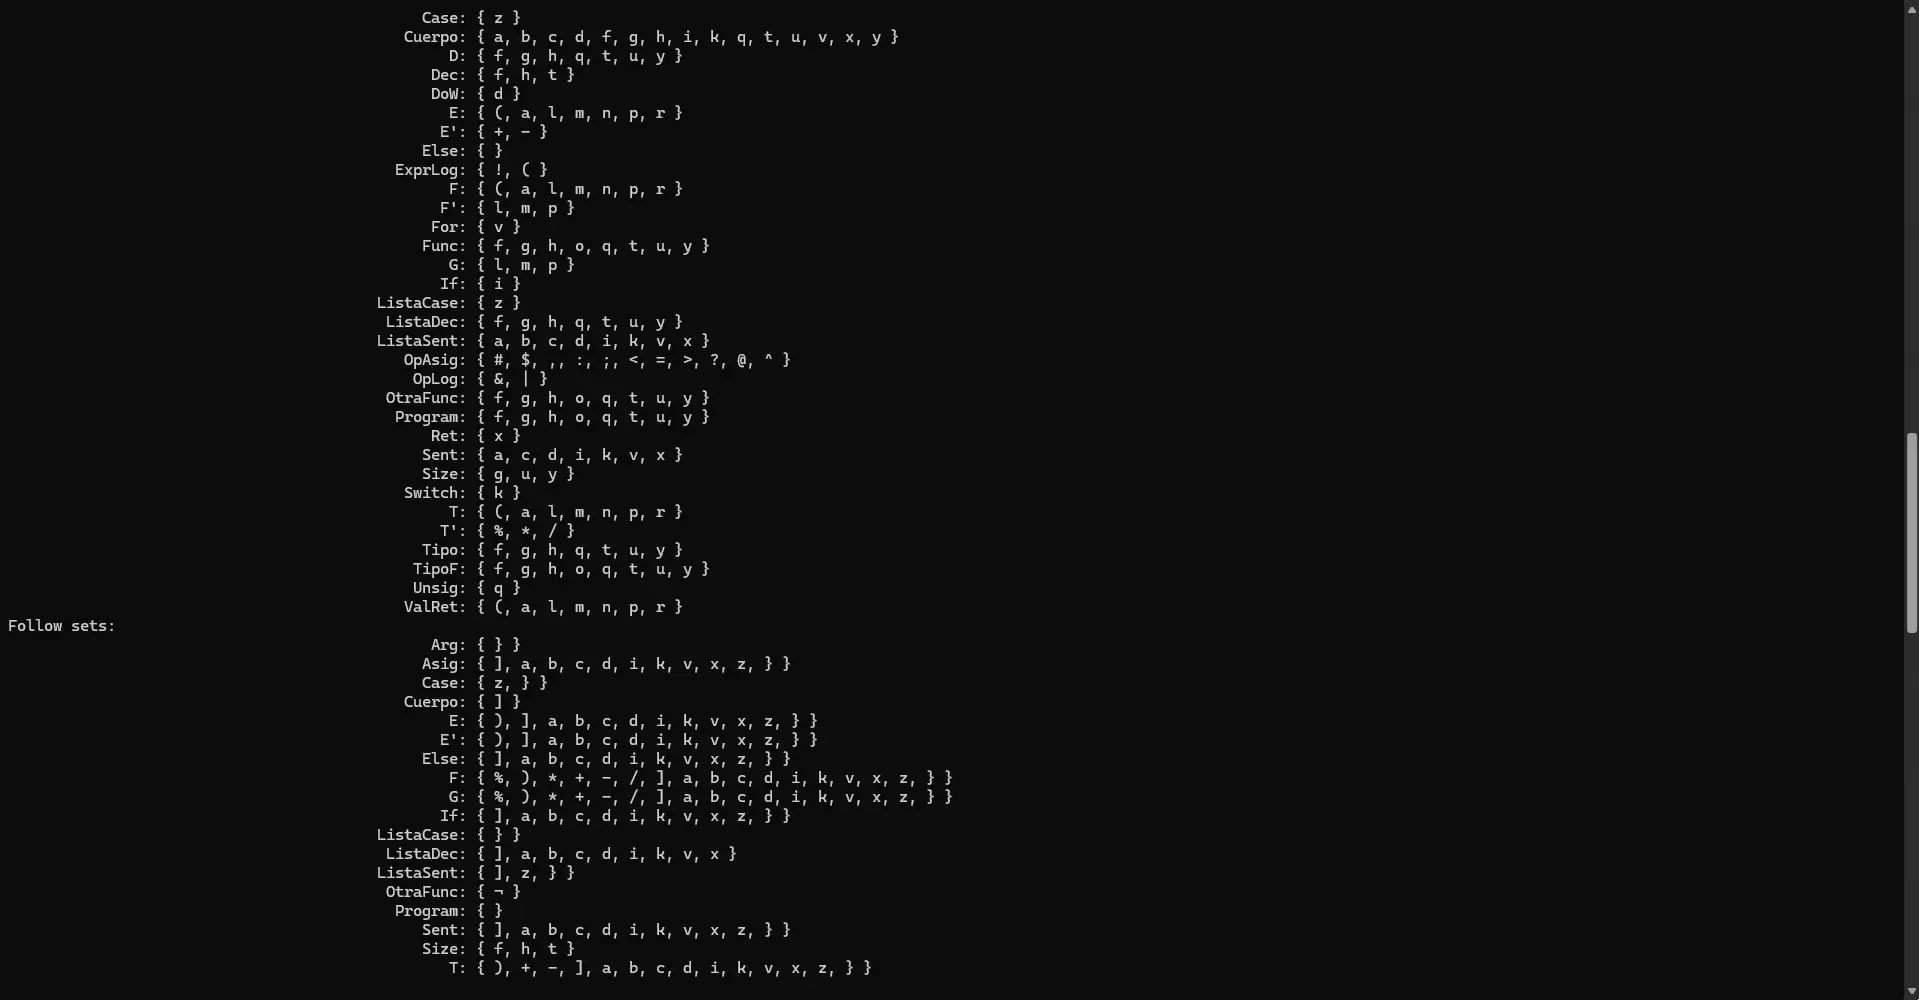 Case: { z }
Cuerpo: { a, b, c, d, f, g, h, i, k, q, t, u, v, x, y }
D: { f, g, h, q, t, u, y }
Dec: { f, h, t }
DoW: { d }
E: { (, a, l, m, n, p, r }
E': { +, - }
Else: { }
ExprLog: { !, ( }
F: { (, a, l, m, n, p, r }
F': { l, m, p }
For: { v }
Func: { f, g, h, o, q, t, u, y }
G: { l, m, p }
If: { i }
ListaCase: { z }
ListaDec: { f, g, h, q, t, u, y }
ListaSent: { a, b, c, d, i, k, v, x }
OpAsig: { #, $, ,, :, ;, <, =, >, ?, @, ^ }
OpLog: { &, | }
OtraFunc: { f, g, h, o, q, t, u, y }
Program: { f, g, h, o, q, t, u, y }
Ret: { x }
Sent: { a, c, d, i, k, v, x }
Size: { g, u, y }
Switch: { k }
T: { (, a, l, m, n, p, r }
T': { %, *, / }
Tipo: { f, g, h, q, t, u, y }
TipoF: { f, g, h, o, q, t, u, y }
Unsig: { q }
ValRet: { (, a, l, m, n, p, r }
Follow sets:
Arg: { } }
Asig: { ], a, b, c, d, i, k, v, x, z, } }
Case: { z, } }
Cuerpo: { ] }
E: { ), ], a, b, c, d, i, k, v, x, z, } }
E': { ), ], a, b, c, d, i, k, v, x, z, } }
Else: { ], a, b, c, d, i, k, v, x, z, } }
F: { %, ), *, +, -, /, ], a, b, c, d, i, k, v, x, z, } }
G: { %, ), *, +, -, /, ], a, b, c, d, i, k, v, x, z, } }
If: { ], a, b, c, d, i, k, v, x, z, } }
ListaCase: { } }
ListaDec: { ], a, b, c, d, i, k, v, x }
ListaSent: { ], z, } }
OtraFunc: { ¬ }
Program: { }
Sent: { ], a, b, c, d, i, k, v, x, z, } }
Size: { f, h, t }
T: { ), +, -, ], a, b, c, d, i, k, v, x, z, } }